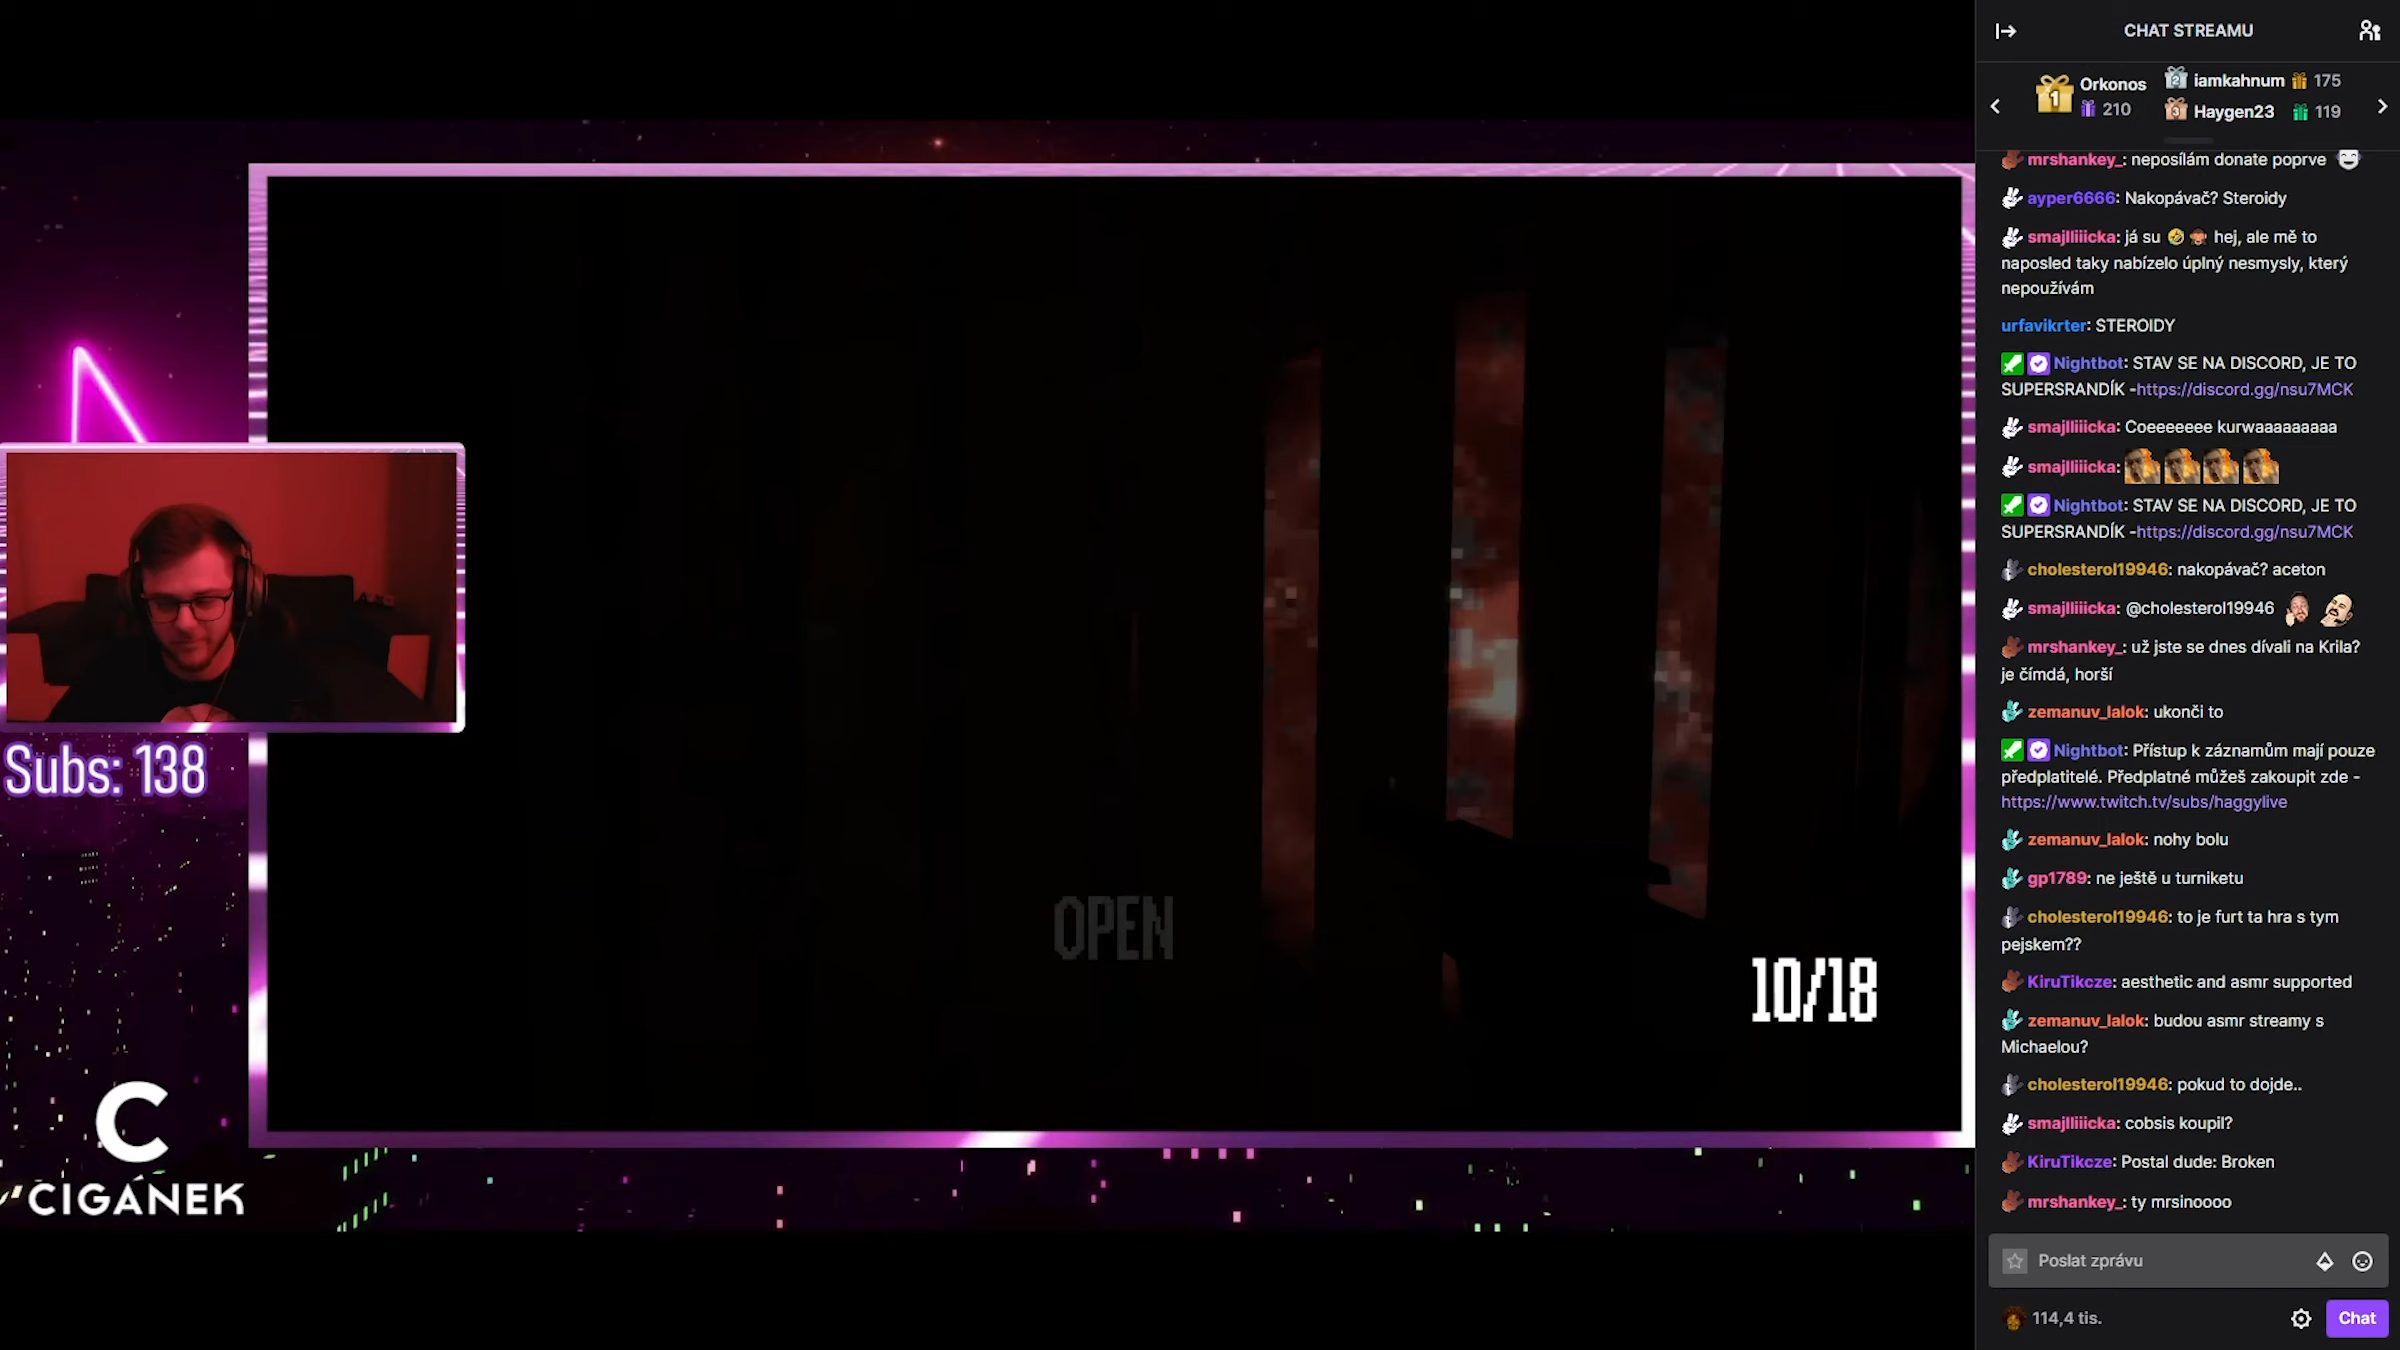 CHAT STREAMU
Orkonos
210
iamkahnum 175
Haygen23 119
mrshankey_: neposílám donate poprve
ayper6666: Nakopávač? Steroidy
smajlliiicka: já su hej, ale mě to
naposled taky nabízelo úplný nesmysly, který
nepoužívám
urfavikrter: STEROIDY
Nightbot: STAV SE NA DISCORD, JE TO
SUPERSRANDÍK -https://discord.gg/nsu7MCK
smajlliiicka: Coeeeeeee kurwaaaaaaaaa
smajlliiicka:
Nightbot: STAV SE NA DISCORD, JE TO
SUPERSRANDÍK -https://discord.gg/nsu7MCK
cholesterol19946: nakopávač? aceton
smajlliiicka: @cholesterol19946
mrshankey_: už jste se dnes dívali na Krila?
je čímdá, horší
zemanuv_lalok: ukonči to
Nightbot: Přístup k záznamům mají pouze
předplatitelé. Předplatné můžeš zakoupit zde -
https://www.twitch.tv/subs/haggylive
zemanuv_lalok: nohy bolu
gp1789: ne ještě u turniketu
cholesterol19946: to je furt ta hra s tym
pejskem??
KiruTikcze: aesthetic and asmr supported
zemanuv_lalok: budou asmr streamy s
Michaelou?
cholesterol19946: pokud to dojde..
smajlliiicka: cobsis koupil?
KiruTikcze: Postal dude: Broken
mrshankey_: ty mrsinoooo
Poslat zprávu
114,4 tis.
Chat
Subs: 138
OPEN
10/18
C
CIGÁNEK